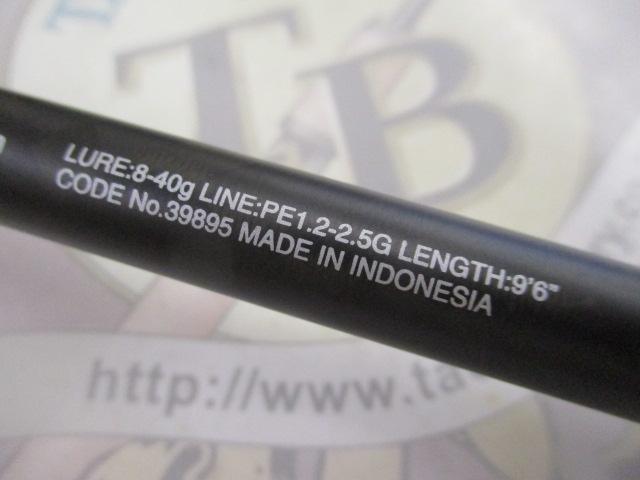 TB
LURE:8-40g LINE:PE1.2-2.5G LENGTH:9'6"
CODE No.39895 MADE IN INDONESIA
http://www.ta